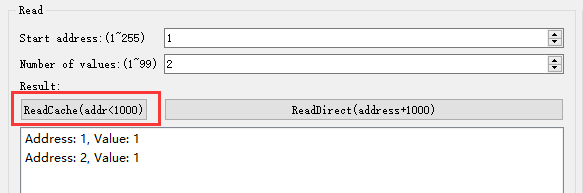 Read
Start address:(1~255)
1
Number of values:(1~99)
2
Result:
ReadCache(addr<1000)
ReadDirect(address+1000)
Address: 1, Value: 1
Address: 2, Value: 1